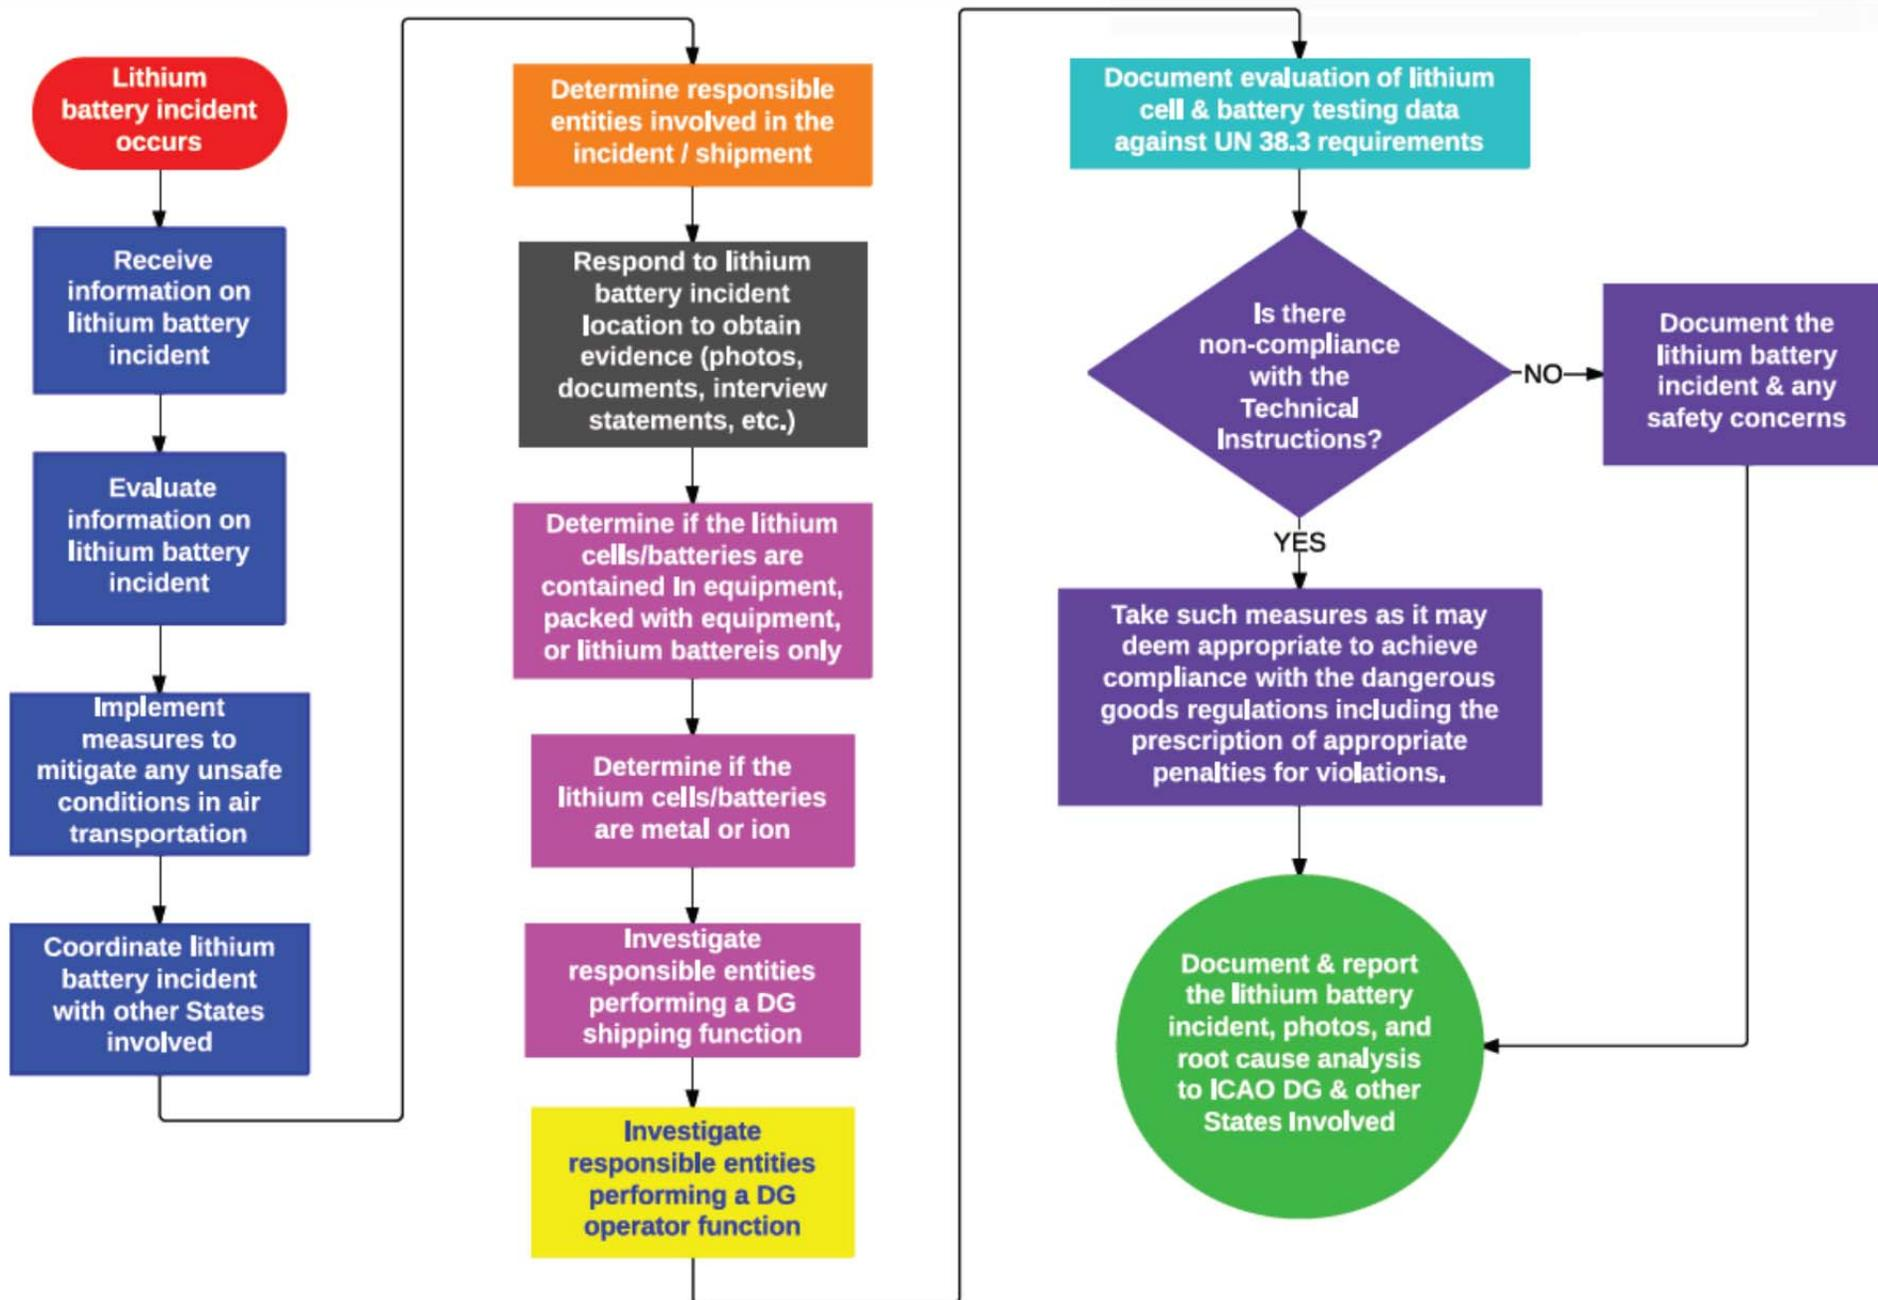 Lithium
battery incident
occurs
Receive
information on
lithium battery
incident
Evaluate
information on
lithium battery
incident
Implement
measures to
mitigate any unsafe
conditions in air
transportation
Coordinate lithium
battery incident
with other States
involved
Determine responsible
entities involved in the
incident / shipment
Respond to lithium
battery incident
location to obtain
evidence (photos,
documents, interview
statements, etc.)
Determine if the lithium
cells/batteries are
contained In equipment,
packed with equipment,
or lithium battereis only
Determine if the
lithium cells/batteries
are metal or ion
Investigate
responsible entities
performing a DG
shipping function
Investigate
responsible entities
performing a DG
operator function
Document evaluation of lithium
cell & battery testing data
against UN 38.3 requirements
Is there
non-compliance
with the
Technical
Instructions?
NO
Document the
lithium battery
incident & any
safety concerns
YES
Take such measures as it may
deem appropriate to achieve
compliance with the dangerous
goods regulations including the
prescription of appropriate
penalties for violations.
Document & report
the lithium battery
incident, photos, and
root cause analysis
to ICAO DG & other
States Involved